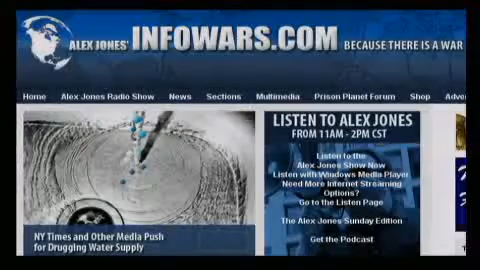 ALEX JONES' INFOWARS.COM BECAUSE THERE IS A WAR
Home Alex Jones Radio Show News Sections Multimedia Prison Planet Forum Shop
LISTEN TO ALEX JONES
FROM 11AM - 2PM CST
Listen to the
Alex Jones Show Now
Listen with Windows Media Player
Need More Internet Streaming
Options?
Go to the Listen Page
The Alex Jones Sunday Edition
Get the Podcast
NY Times and Other Media Push
for Drugging Water Supply